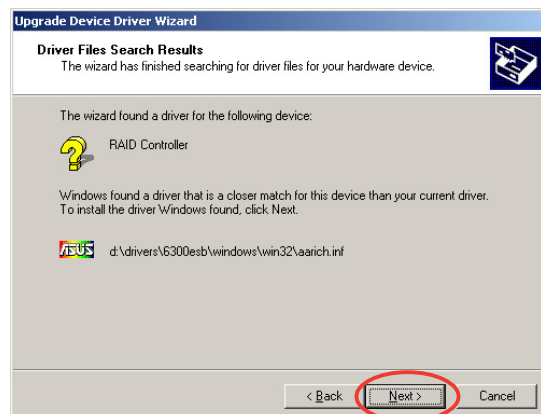 Upgrade Device Driver Wizard
Driver Files Search Results
The wizard has finished searching for driver files for your hardware device.
The wizard found a driver for the following device:
RAID Controller
Windows found a driver that is a closer match for this device than your current driver.
To install the driver Windows found, click Next.
ASUS
d:\drivers\6300esb\windows\win32\aarich.inf
< Back
Next >
Cancel